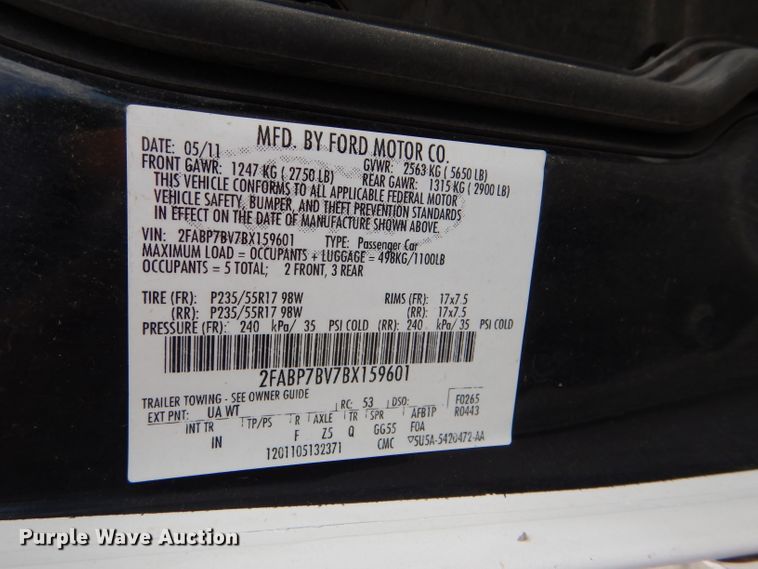 MFD. BY FORD MOTOR CO.
DATE: 05/11 GVWR: 2563 KG ( 5650 LB)
FRONT GAWR: 1247 KG ( 2750 LB) REAR GAWR: 1315 KG ( 2900 LB)
THIS VEHICLE CONFORMS TO ALL APPLICABLE FEDERAL MOTOR
VEHICLE SAFETY, BUMPER, AND THEFT PREVENTION STANDARDS
IN EFFECT ON THE DATE OF MANUFACTURE SHOWN ABOVE.
VIN: 2FABP7BV7BX159601 TYPE: Passenger Car
MAXIMUM LOAD = OCCUPANTS + LUGGAGE = 498KG/1100LB
OCCUPANTS = 5 TOTAL; 2 FRONT, 3 REAR
TIRE (FR): P235/55R17 98W RIMS (FR): 17x7.5
(RR): P235/55R17 98W (RR): 17x7.5
PRESSURE (FR): 240 kPa/ 35 PSI COLD (RR): 240 kPa/ 35 PSI COLD
2FABP7BV7BX159601
TRAILER TOWING - SEE OWNER GUIDE
EXT PNT: UA WT RC: 53 DSO: F0265
INT TR TP/PS R AXLE TR SPR AFB1P R0443
IN F Z5 Q GG55 FOA
1201105132371 CMC ▽5U5A-5420472-AA
Purple Wave Auction